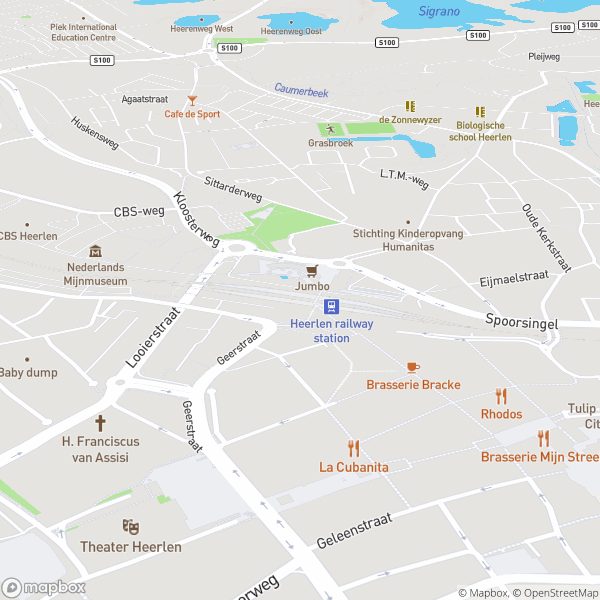 Sigrano
Piek International
Education Centre
Heerenweg West
Heerenweg Oost
S100
S100
S100
S100
S100
Pleijweg
Caumerbeek
Agaatstraat
Cafe de Sport
de Zonnewyzer
Biologische
school Heerlen
Huskensweg
Grasbroek
L.T.M.-weg
Sittarderweg
CBS-weg
Kloosterweg
CBS Heerlen
Stichting Kinderopvang
Humanitas
Oude Kerkstraat
Nederlands
Mijnmuseum
Eijmaelstraat
Jumbo
Heerlen railway
station
Spoorsingel
Looierstraat
Geerstraat
Baby dump
Brasserie Bracke
Rhodos
Tulip
Geerstraat
H. Franciscus
van Assisi
La Cubanita
Brasserie Mijn Stree
Theater Heerlen
Geleenstraat
mapbox
© Mapbox, © OpenStreetMap